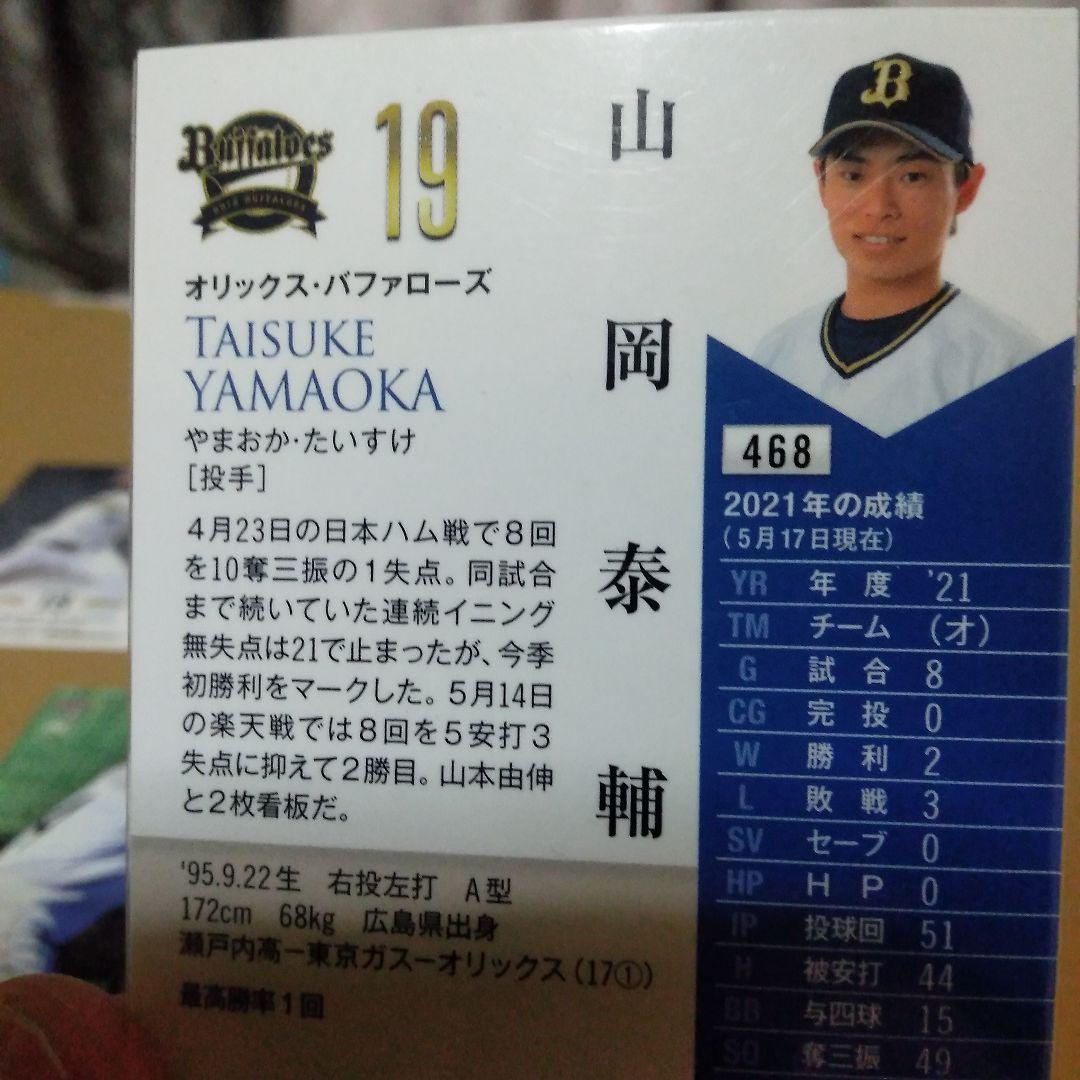 Buffaloes
ORIX BUFFALOES
19
オリックス・バファローズ
TAISUKE
YAMAOKA
やまおか・たいすけ
[投手]
4月23日の日本ハム戦で8回
を10奪三振の1失点。同試合
まで続いていた連続イニング
無失点は21で止まったが、今季
初勝利をマークした。5月14日
の楽天戦では8回を5安打3
失点に抑えて2勝目。山本由伸
と2枚看板だ。
'95.9.22生 右投左打 A型
172cm 68kg 広島県出身
瀬戸内高ー東京ガスーオリックス(17①)
最高勝率1回
山岡泰輔
B
468
2021年の成績
(5月17日現在)
YR 年度 '21
TM チーム (オ)
G 試合 8
CG 完投 0
W 勝利 2
L 敗戦 3
SV セーブ 0
HP HP 0
IP 投球回 51
H 被安打 44
BB 与四球 15
SO 奪三振 49